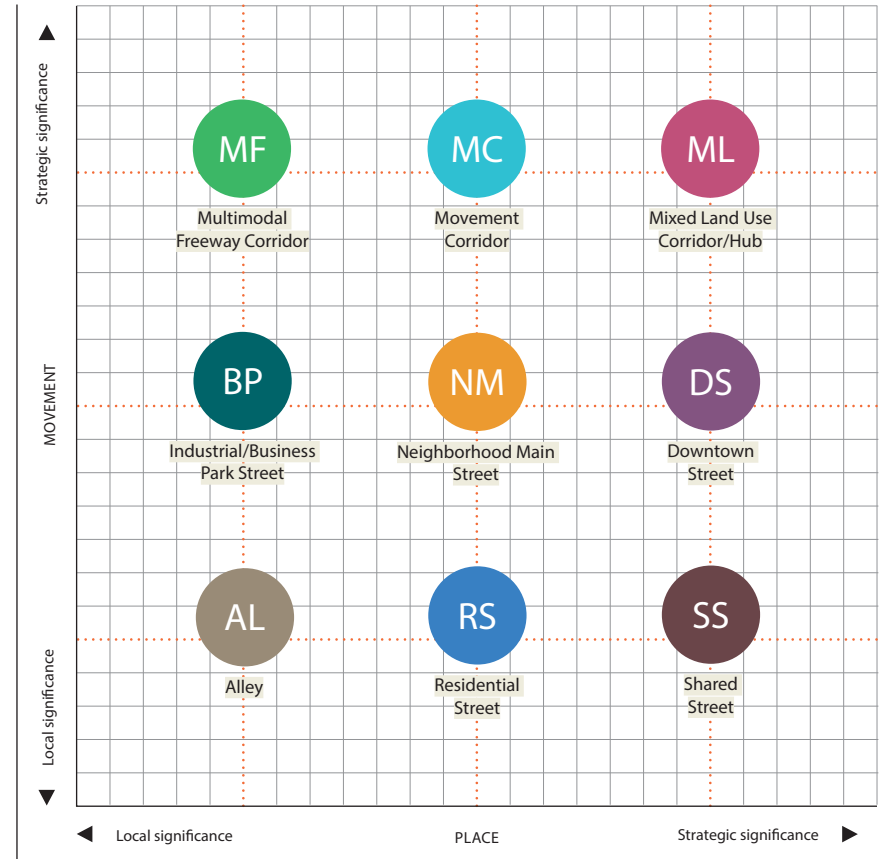 Strategic significance
MF
MC
ML
Multimodal
Freeway Corridor
Movement
Corridor
Mixed Land Use
Corridor/Hub
MOVEMENT
BP
NM
DS
Industrial/Business
Park Street
Neighborhood Main
Street
Downtown
Street
AL
RS
SS
Alley
Residential
Street
Shared
Street
Local significance
Local significance
PLACE
Strategic significance